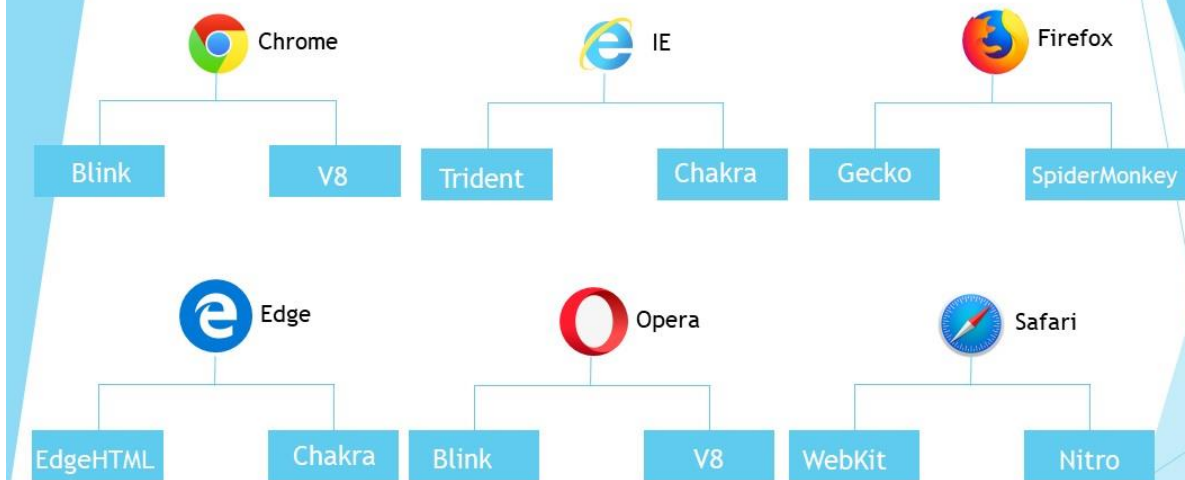 Chrome
IE
Firefox
Blink
V8
Trident
Chakra
Gecko
SpiderMonkey
Edge
Opera
Safari
EdgeHTML
Chakra
Blink
V8
WebKit
Nitro